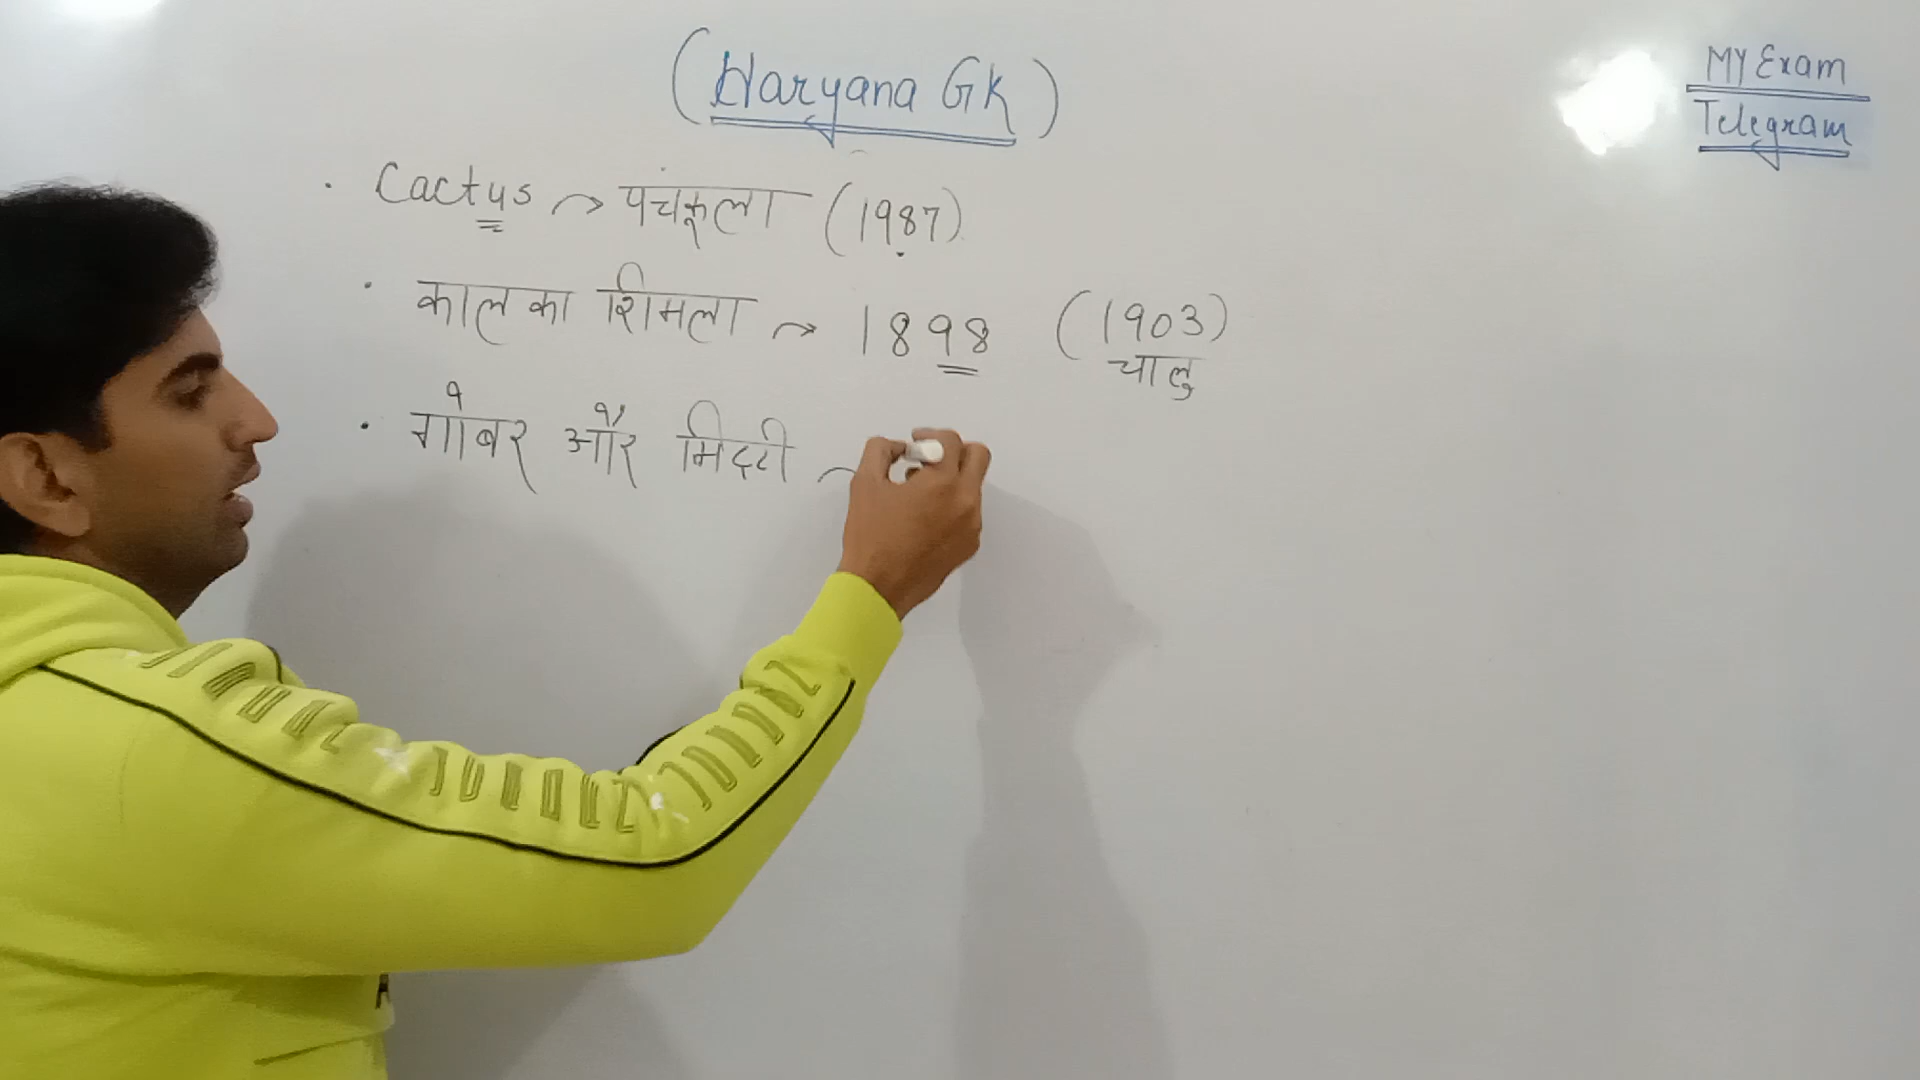 (Haryana GK)
MY Exam
Telegram
. Cactus → पंचकूला (1987)
. कालका शिमला → 1898 (1903)
चालु
. गोबर और मिट्टी